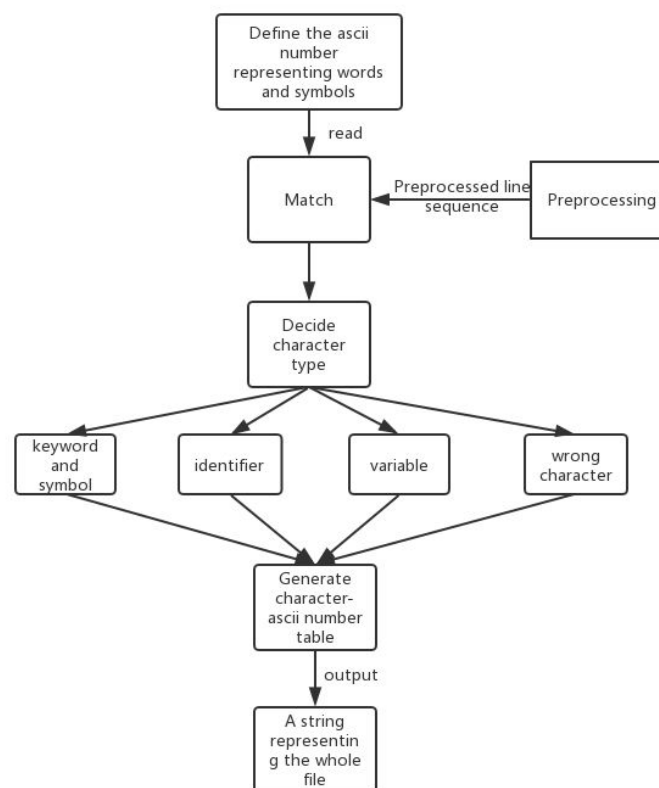 Define the ascii
number
representing words
and symbols
read
Match
Preprocessed line
sequence
Preprocessing
Decide
character
type
keyword
and
symbol
identifier
variable
wrong
character
Generate
character-
ascii number
table
output
A string
representin
g the whole
file